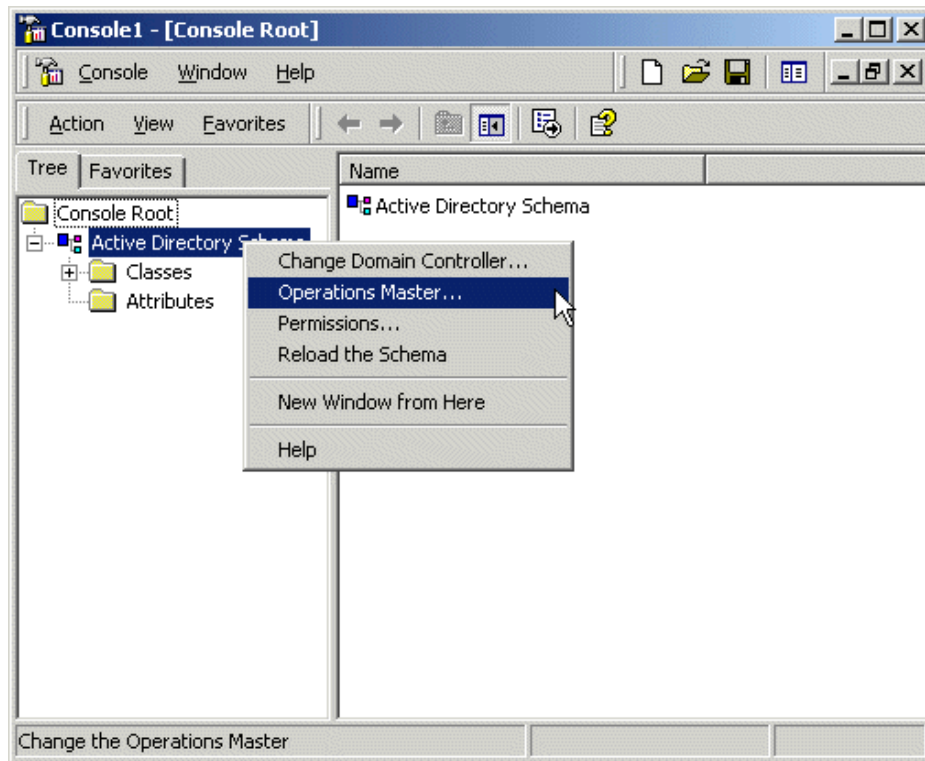 Console1 - [Console Root]
Console Window Help
Action View Favorites
Tree Favorites
Name
Console Root
Active Directory Schema
Active Directory Schema
Change Domain Controller...
Classes
Operations Master...
Attributes
Permissions...
Reload the Schema
New Window from Here
Help
Change the Operations Master